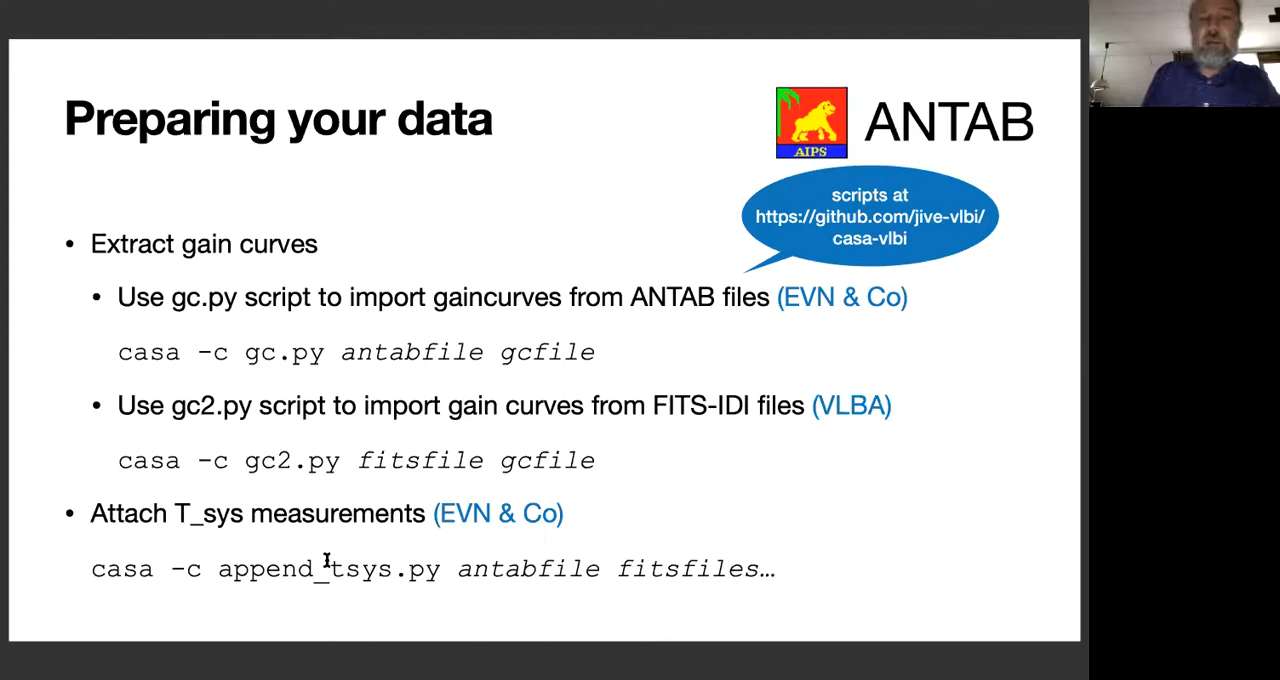 Preparing your data
AIPS
ANTAB
scripts at
https://github.com/jive-vlbi/
casa-vlbi
• Extract gain curves
• Use gc.py script to import gaincurves from ANTAB files (EVN & Co)
casa -c gc.py antabfile gcfile
• Use gc2.py script to import gain curves from FITS-IDI files (VLBA)
casa -c gc2.py fitsfile gcfile
• Attach T_sys measurements (EVN & Co)
casa -c append_tsys.py antabfile fitsfiles…